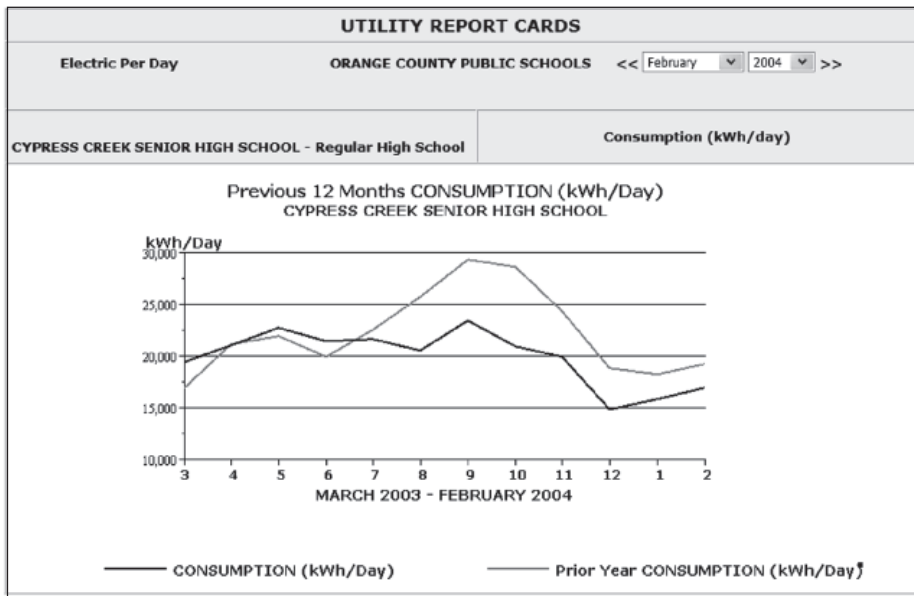 UTILITY REPORT CARDS
Electric Per Day ORANGE COUNTY PUBLIC SCHOOLS << February 2004 >>
CYPRESS CREEK SENIOR HIGH SCHOOL - Regular High School Consumption (kWh/day)
Previous 12 Months CONSUMPTION (kWh/Day)
CYPRESS CREEK SENIOR HIGH SCHOOL
kWh/Day
30,000
25,000
20,000
15,000
10,000
3 4 5 6 7 8 9 10 11 12 1 2
MARCH 2003 - FEBRUARY 2004
CONSUMPTION (kWh/Day) Prior Year CONSUMPTION (kWh/Day)